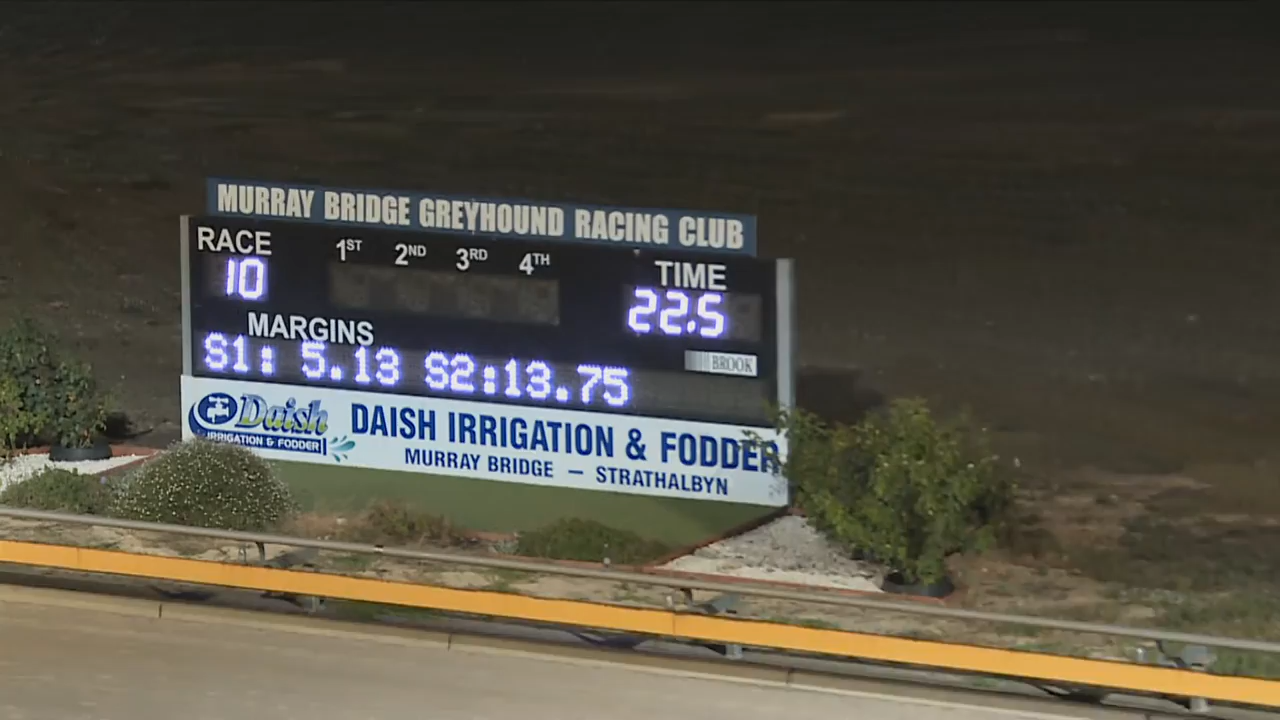 MURRAY BRIDGE GREYHOUND RACING CLUB
RACE 1ST 2ND 3RD 4TH TIME
10 22.5
MARGINS
BROOK
S1: 5.13 S2:13.75
Daish
IRRIGATION & FODDER
DAISH IRRIGATION & FODDER
MURRAY BRIDGE – STRATHALBYN